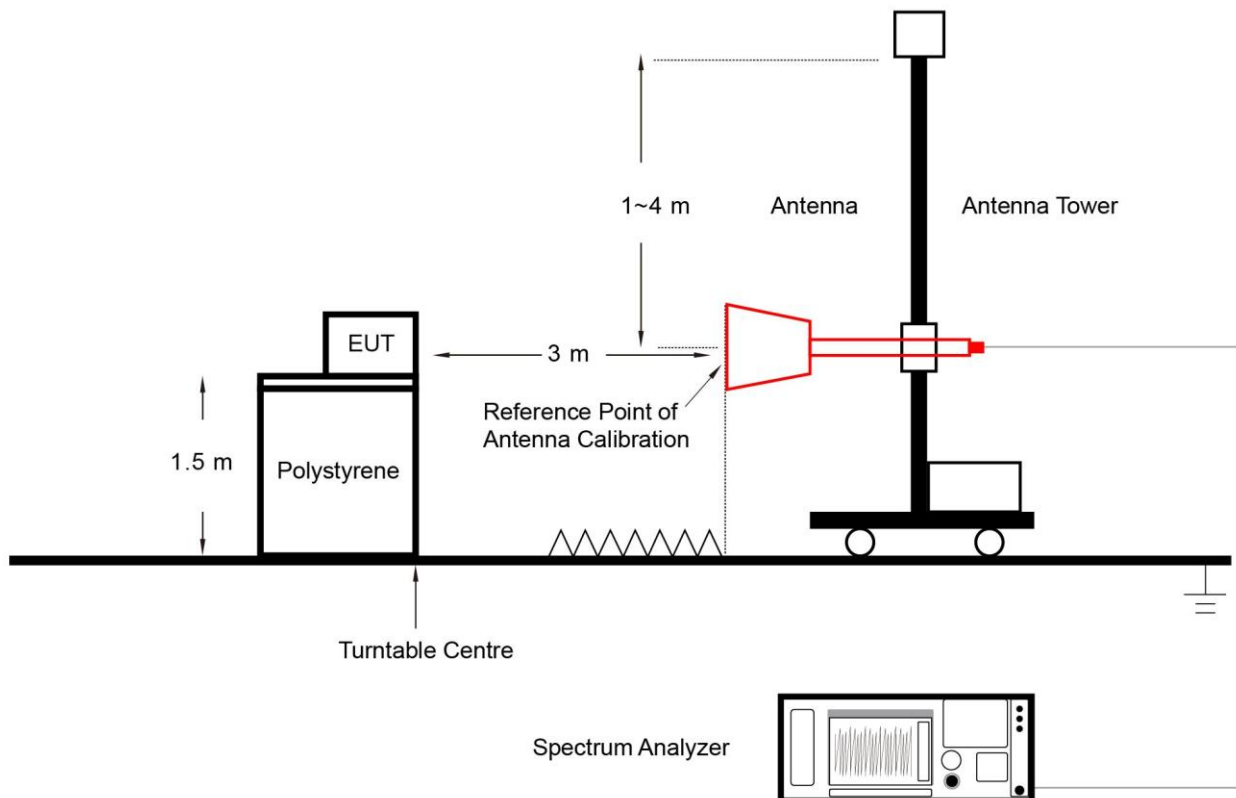 1~4 m
Antenna
Antenna Tower
EUT
3 m
Reference Point of
Antenna Calibration
1.5 m
Polystyrene
Turntable Centre
Spectrum Analyzer